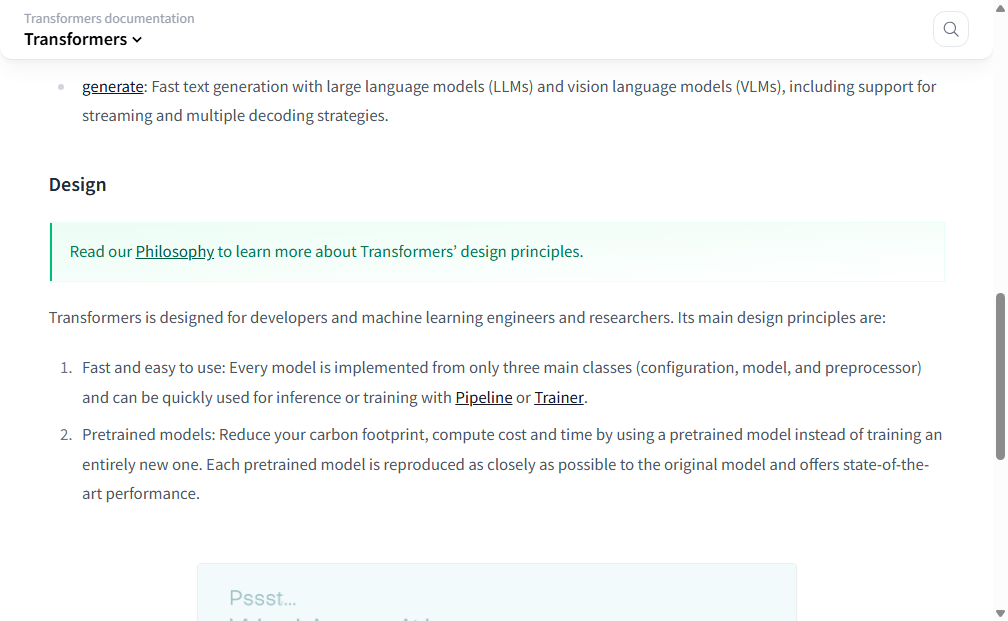 Transformers documentation
Transformers
generate: Fast text generation with large language models (LLMs) and vision language models (VLMs), including support for
streaming and multiple decoding strategies.
Design
Read our Philosophy to learn more about Transformers’ design principles.
Transformers is designed for developers and machine learning engineers and researchers. Its main design principles are:
1. Fast and easy to use: Every model is implemented from only three main classes (configuration, model, and preprocessor)
and can be quickly used for inference or training with Pipeline or Trainer.
2. Pretrained models: Reduce your carbon footprint, compute cost and time by using a pretrained model instead of training an
entirely new one. Each pretrained model is reproduced as closely as possible to the original model and offers state-of-the-
art performance.
Pssst...